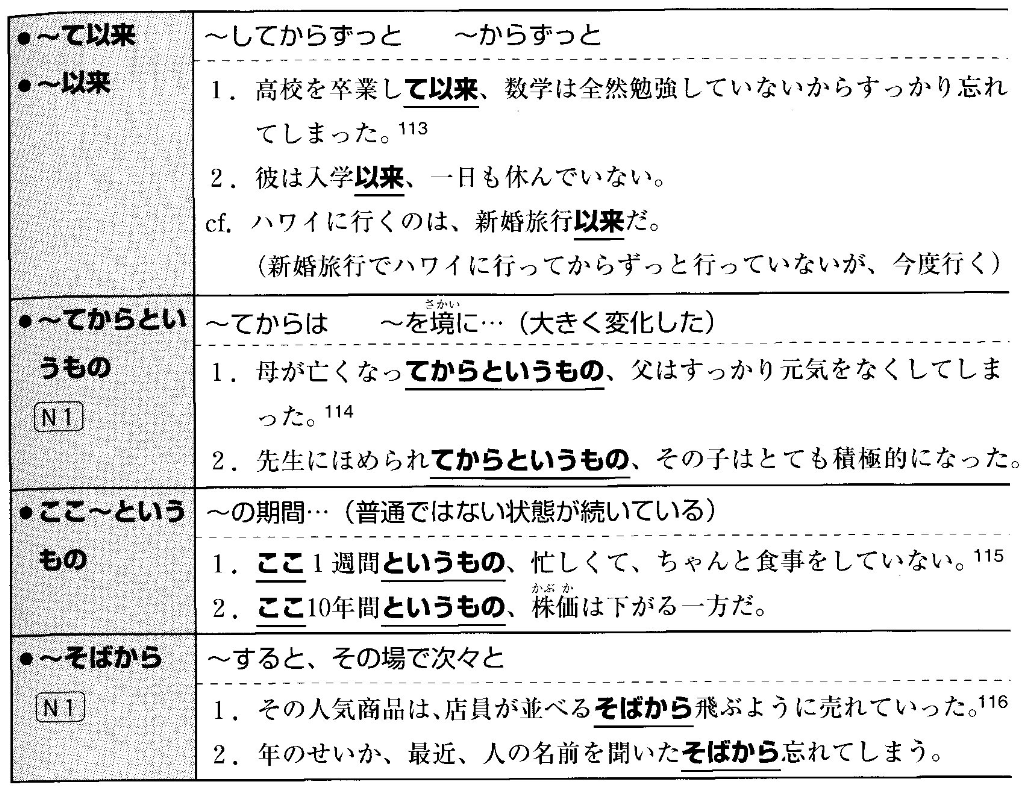 ●～て以来
●～以来
～してからずっと　～からずっと
1．高校を卒業して以来、数学は全然勉強していないからすっかり忘れ
てしまった。113
2．彼は入学以来、一日も休んでいない。
cf. ハワイに行くのは、新婚旅行以来だ。
（新婚旅行でハワイに行ってからずっと行っていないが、今度行く）
●～てからとい
うもの
N1
～てからは　～を境に…（大きく変化した）
さかい
1．母が亡くなってからというもの、父はすっかり元気をなくしてしま
った。114
2．先生にほめられてからというもの、その子はとても積極的になった。
●ここ～という
もの
～の期間…（普通ではない状態が続いている）
1．ここ1週間というもの、忙しくて、ちゃんと食事をしていない。115
かぶか
2．ここ10年間というもの、株価は下がる一方だ。
●～そばから
N1
～すると、その場で次々と
1．その人気商品は、店員が並べるそばから飛ぶように売れていった。116
2．年のせいか、最近、人の名前を聞いたそばから忘れてしまう。